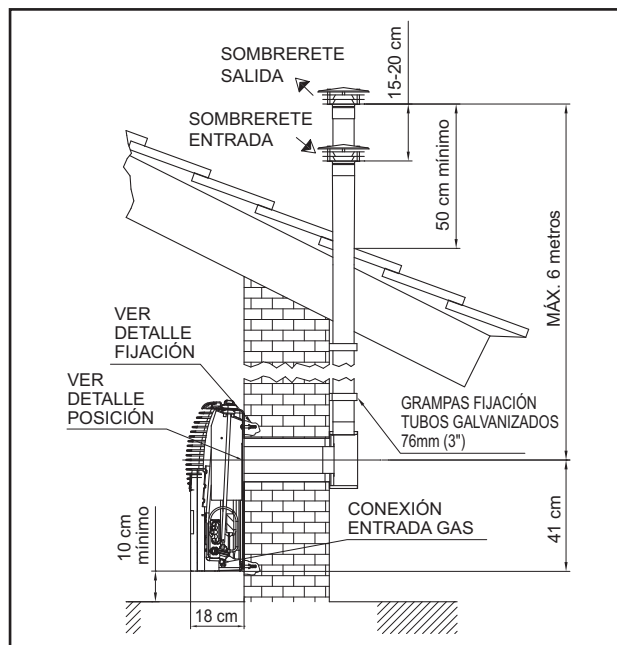 SOMBRERETE
SALIDA
15-20 cm
SOMBRERETE
ENTRADA
50 cm mínimo
MÁX. 6 metros
VER
DETALLE
FIJACIÓN
VER
DETALLE
POSICIÓN
GRAMPAS FIJACIÓN
TUBOS GALVANIZADOS
76mm (3")
CONEXIÓN
ENTRADA GAS
41 cm
10 cm
mínimo
18 cm